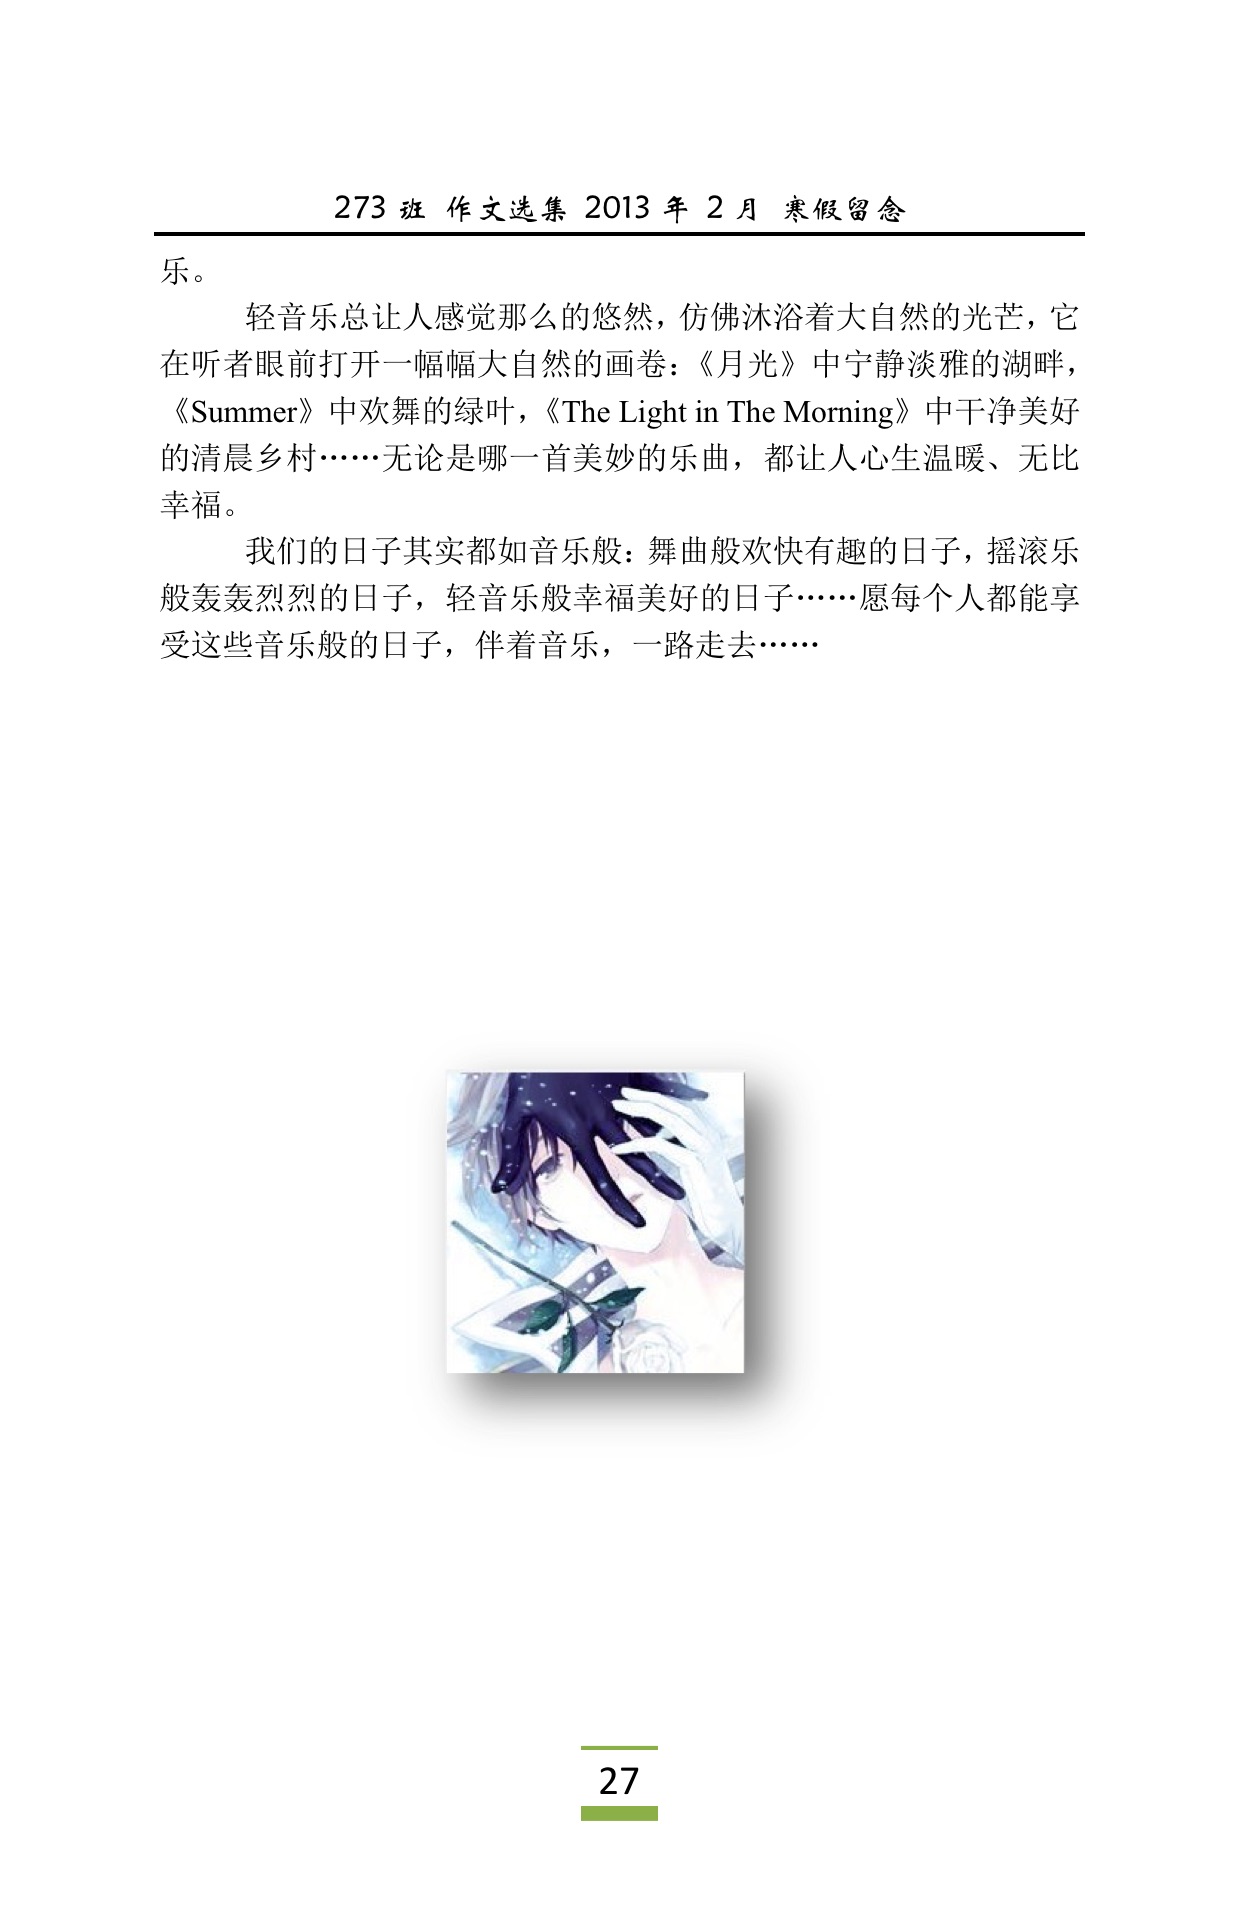 273 班 作文选集 2013 年 2 月 寒假留念
乐。
轻音乐总让人感觉那么的悠然，仿佛沐浴着大自然的光芒，它
在听者眼前打开一幅幅大自然的画卷：《月光》中宁静淡雅的湖畔，
《Summer》中欢舞的绿叶，《The Light in The Morning》中干净美好
的清晨乡村……无论是哪一首美妙的乐曲，都让人心生温暖、无比
幸福。
我们的日子其实都如音乐般：舞曲般欢快有趣的日子，摇滚乐
般轰轰烈烈的日子，轻音乐般幸福美好的日子……愿每个人都能享
受这些音乐般的日子，伴着音乐，一路走去……
27